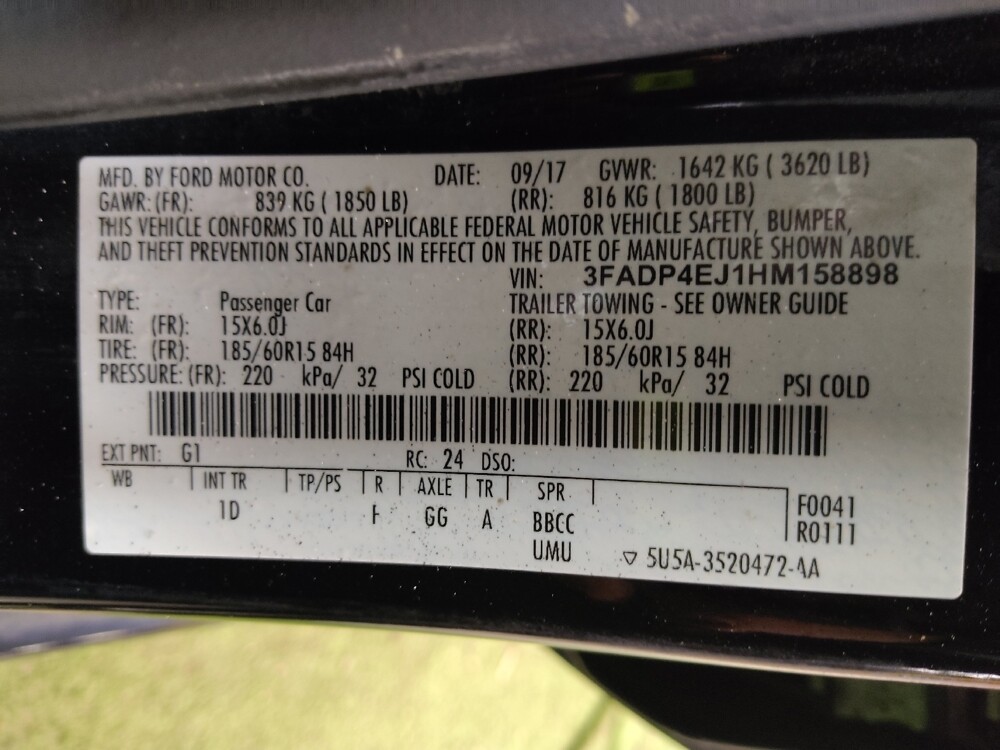 MFD. BY FORD MOTOR CO. DATE: 09/17 GVWR: 1642 KG ( 3620 LB)
GAWR: (FR): 839 KG ( 1850 LB) (RR): 816 KG ( 1800 LB)
THIS VEHICLE CONFORMS TO ALL APPLICABLE FEDERAL MOTOR VEHICLE SAFETY, BUMPER,
AND THEFT PREVENTION STANDARDS IN EFFECT ON THE DATE OF MANUFACTURE SHOWN ABOVE.
VIN: 3FADP4EJ1HM158898
TYPE: Passenger Car TRAILER TOWING - SEE OWNER GUIDE
RIM: (FR): 15X6.0J (RR): 15X6.0J
TIRE: (FR): 185/60R15 84H (RR): 185/60R15 84H
PRESSURE: (FR): 220 kPa/ 32 PSI COLD (RR): 220 kPa/ 32 PSI COLD
EXT PNT: G1 RC: 24 DSO:
WB INT TR TP/PS R AXLE TR SPR F0041
1D GG A BBCC R0111
UMU ▽ 5U5A-3520472-AA